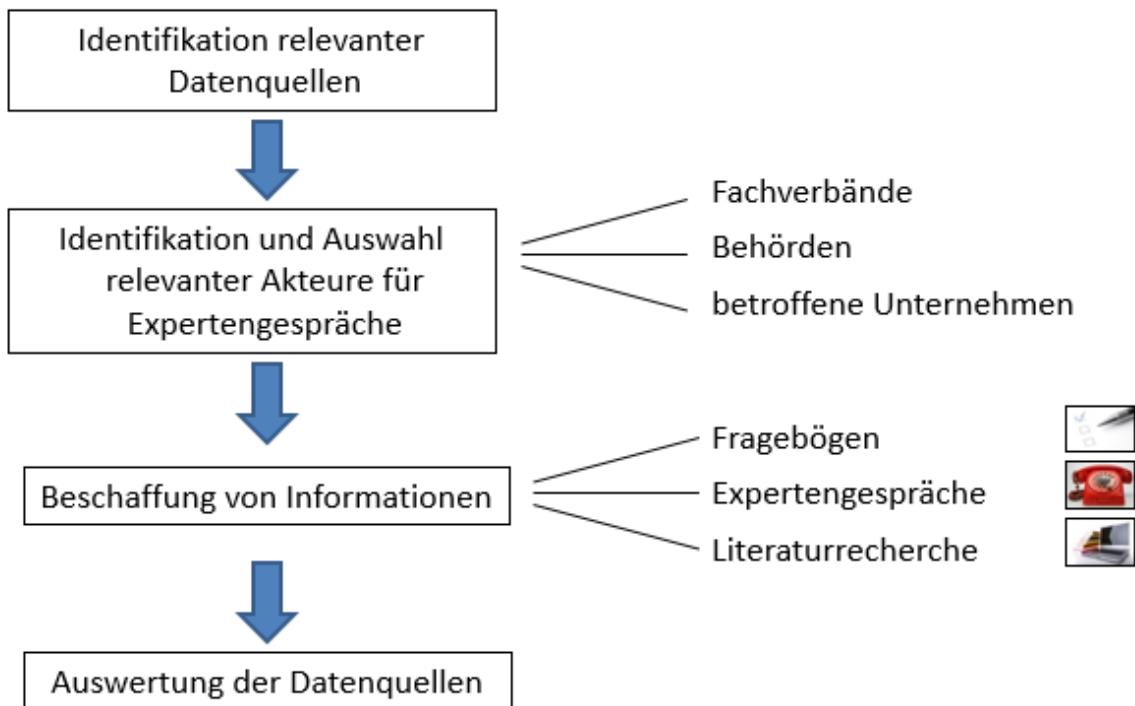 Identifikation relevanter
Datenquellen
Identifikation und Auswahl
relevanter Akteure für
Expertengespräche
Fachverbände
Behörden
betroffene Unternehmen
Beschaffung von Informationen
Fragebögen
Expertengespräche
Literaturrecherche
Auswertung der Datenquellen